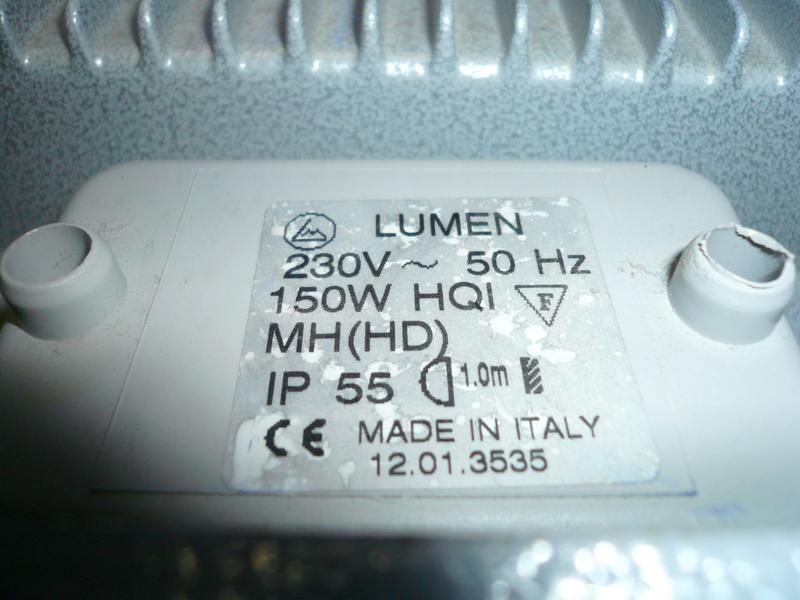 LUMEN
230V ~ 50 Hz
150W HQI F
MH(HD)
IP 55 1.0m
CE MADE IN ITALY
12.01.3535